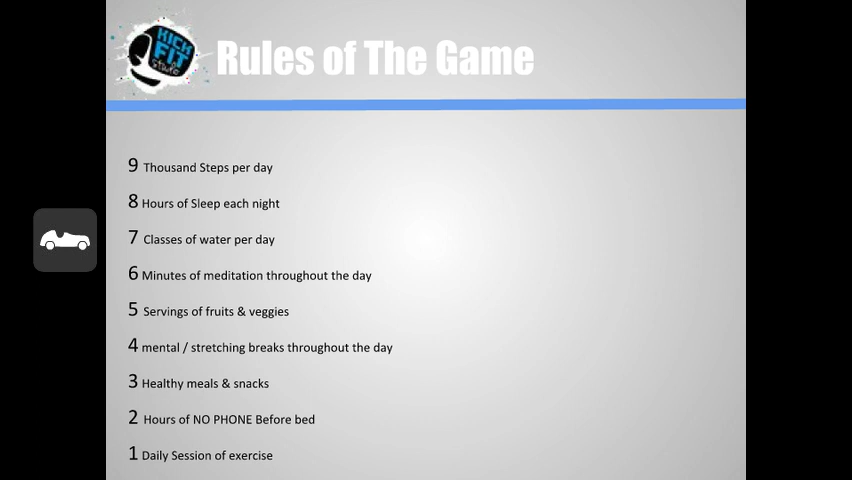 KICK
FIT
Studio
Rules of The Game
9 Thousand Steps per day
8 Hours of Sleep each night
7 Classes of water per day
6 Minutes of meditation throughout the day
5 Servings of fruits & veggies
4 mental / stretching breaks throughout the day
3 Healthy meals & snacks
2 Hours of NO PHONE Before bed
1 Daily Session of exercise